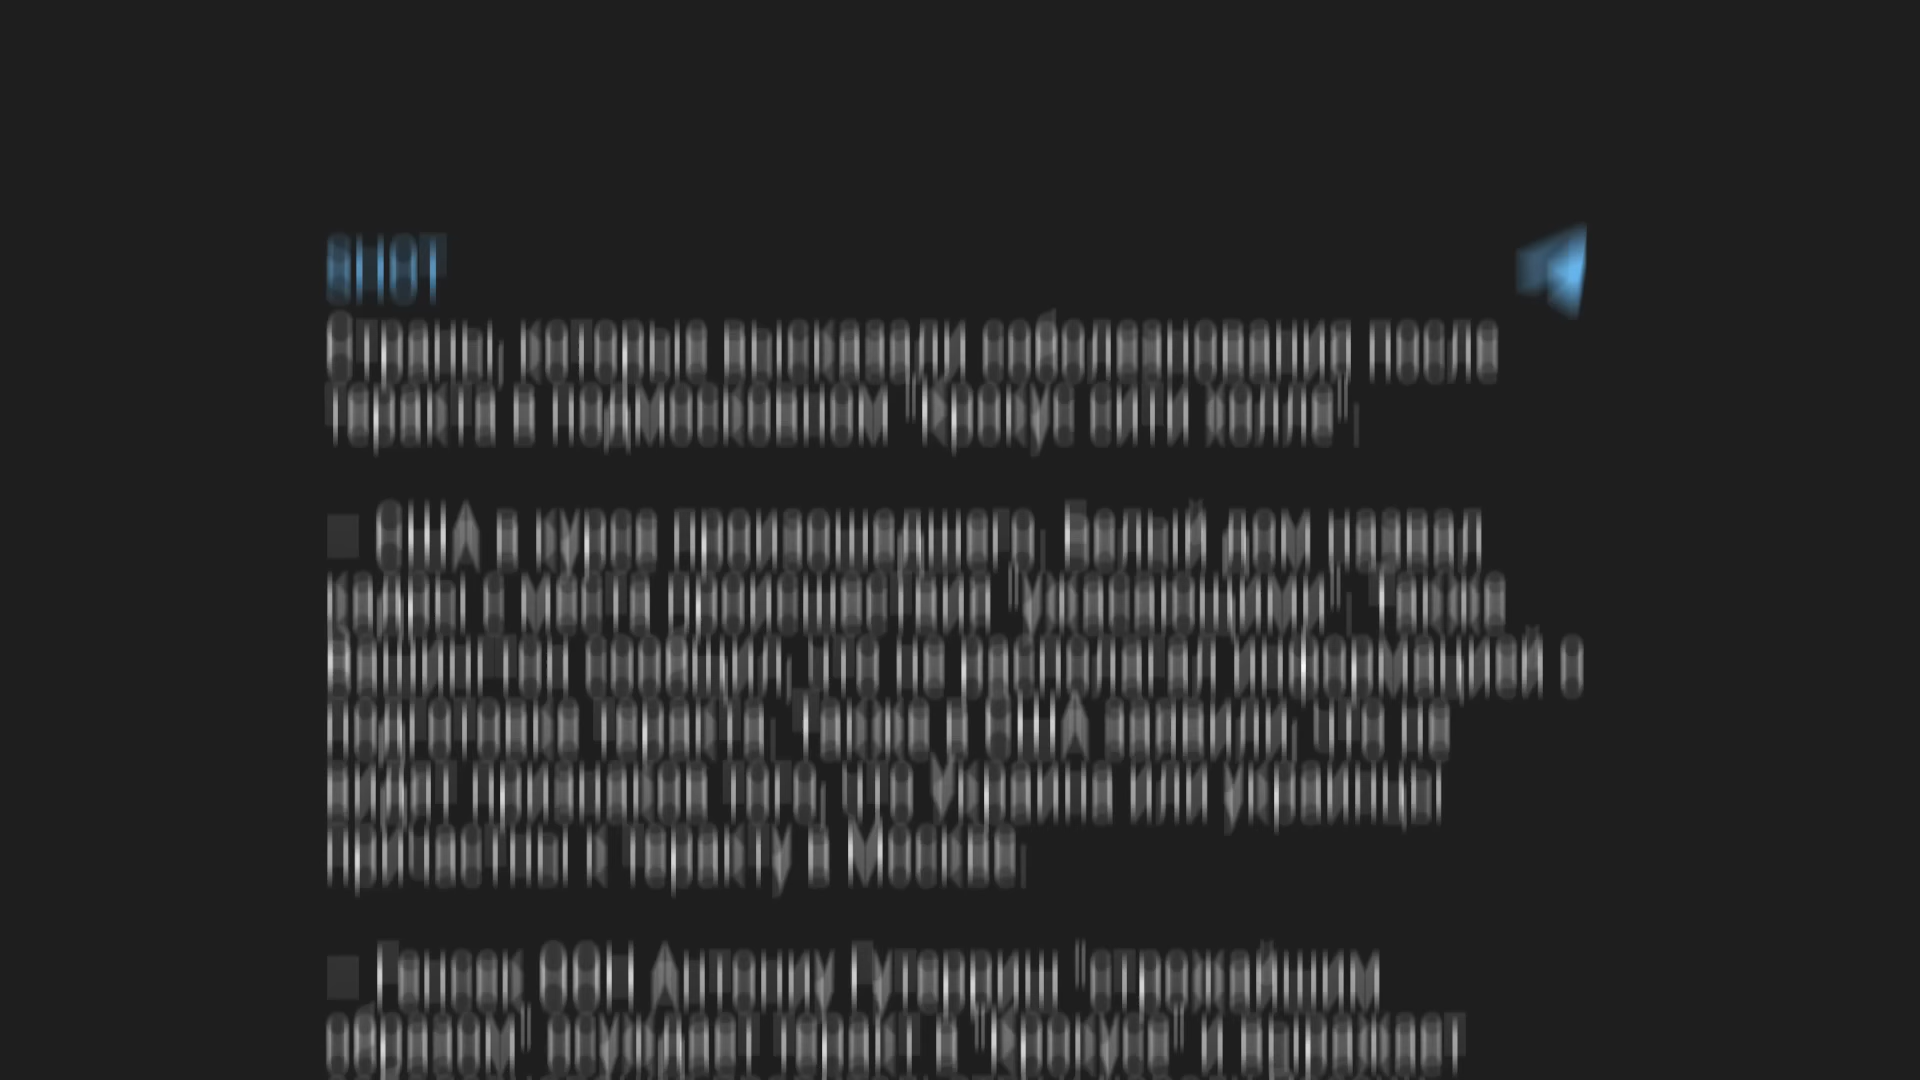 SHOT
Страны, которые высказали соболезнования после
теракта в подмосковном "Крокус сити холле".
США в курсе произошедшего. Белый дом назвал
кадры с места происшествия "ужасающими". Также
Вашингтон сообщил, что не располагал информацией о
подготовке теракта. Также в США заявили, что не
видят признаков того, что Украина или украинцы
причастны к теракту в Москве.
Генсек ООН Антониу Гутерриш "строжайшим
образом" осуждает теракт в "Крокусе" и выражает